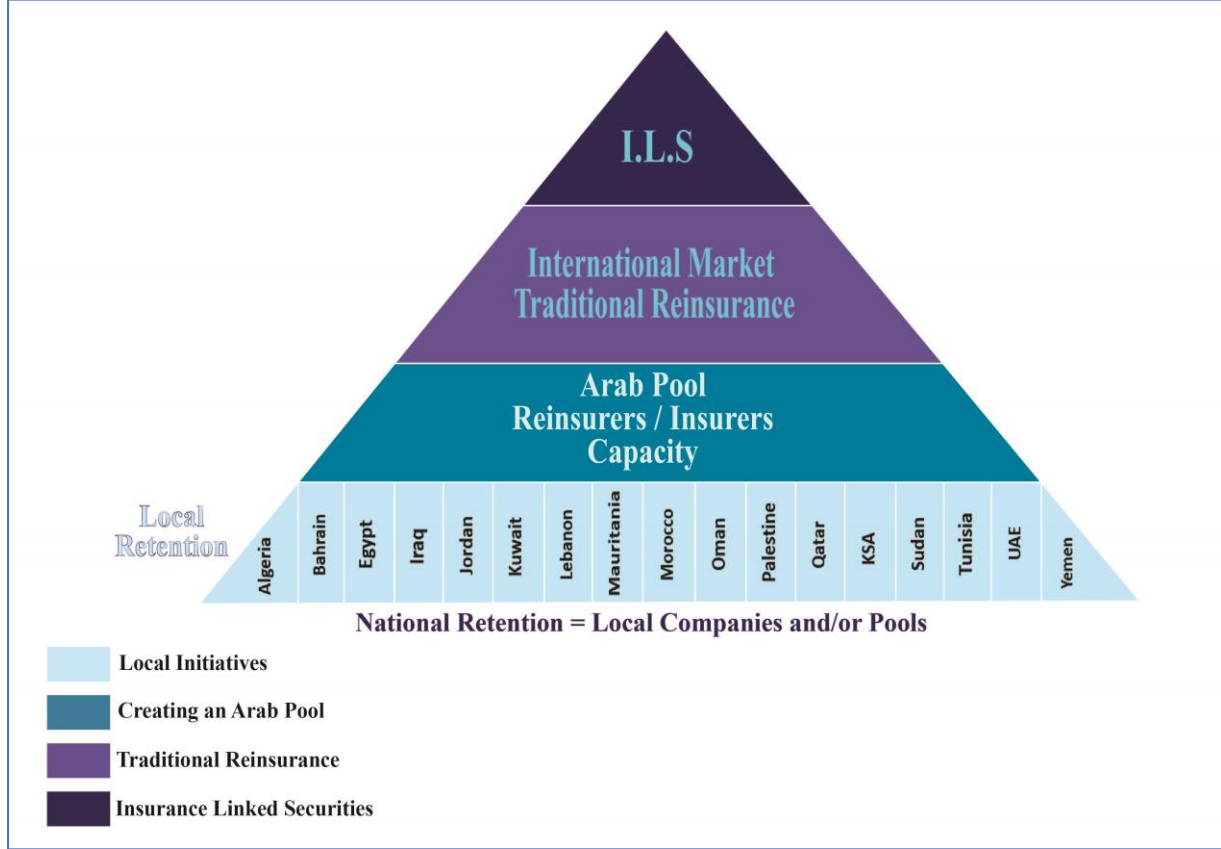 I.L.S
International Market
Traditional Reinsurance
Arab Pool
Reinsurers / Insurers
Capacity
Local
Retention
Algeria
Bahrain
Egypt
Iraq
Jordan
Kuwait
Lebanon
Mauritania
Morocco
Oman
Palestine
Qatar
KSA
Sudan
Tunisia
UAE
Yemen
National Retention = Local Companies and/or Pools
Local Initiatives
Creating an Arab Pool
Traditional Reinsurance
Insurance Linked Securities